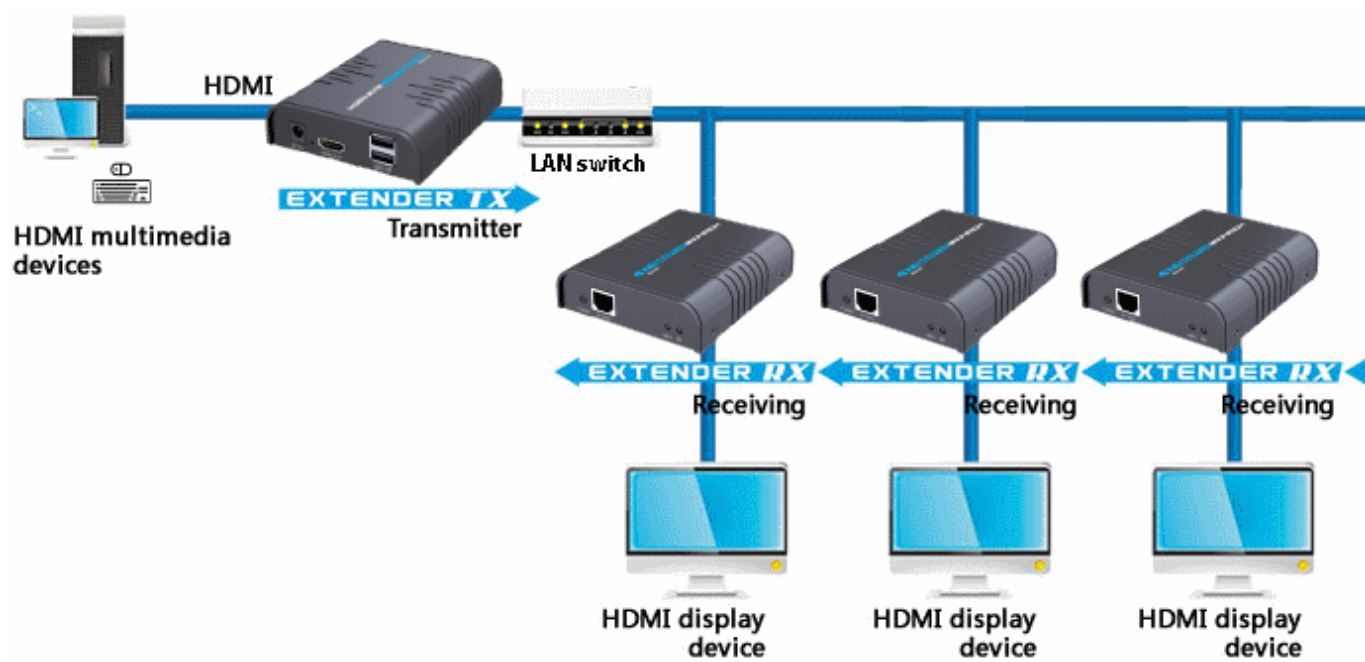 HDMI
LAN switch
EXTENDER TX
Transmitter
HDMI multimedia
devices
EXTENDER RX
EXTENDER RX
EXTENDER RX
Receiving
Receiving
Receiving
HDMI display
device
HDMI display
device
HDMI display
device